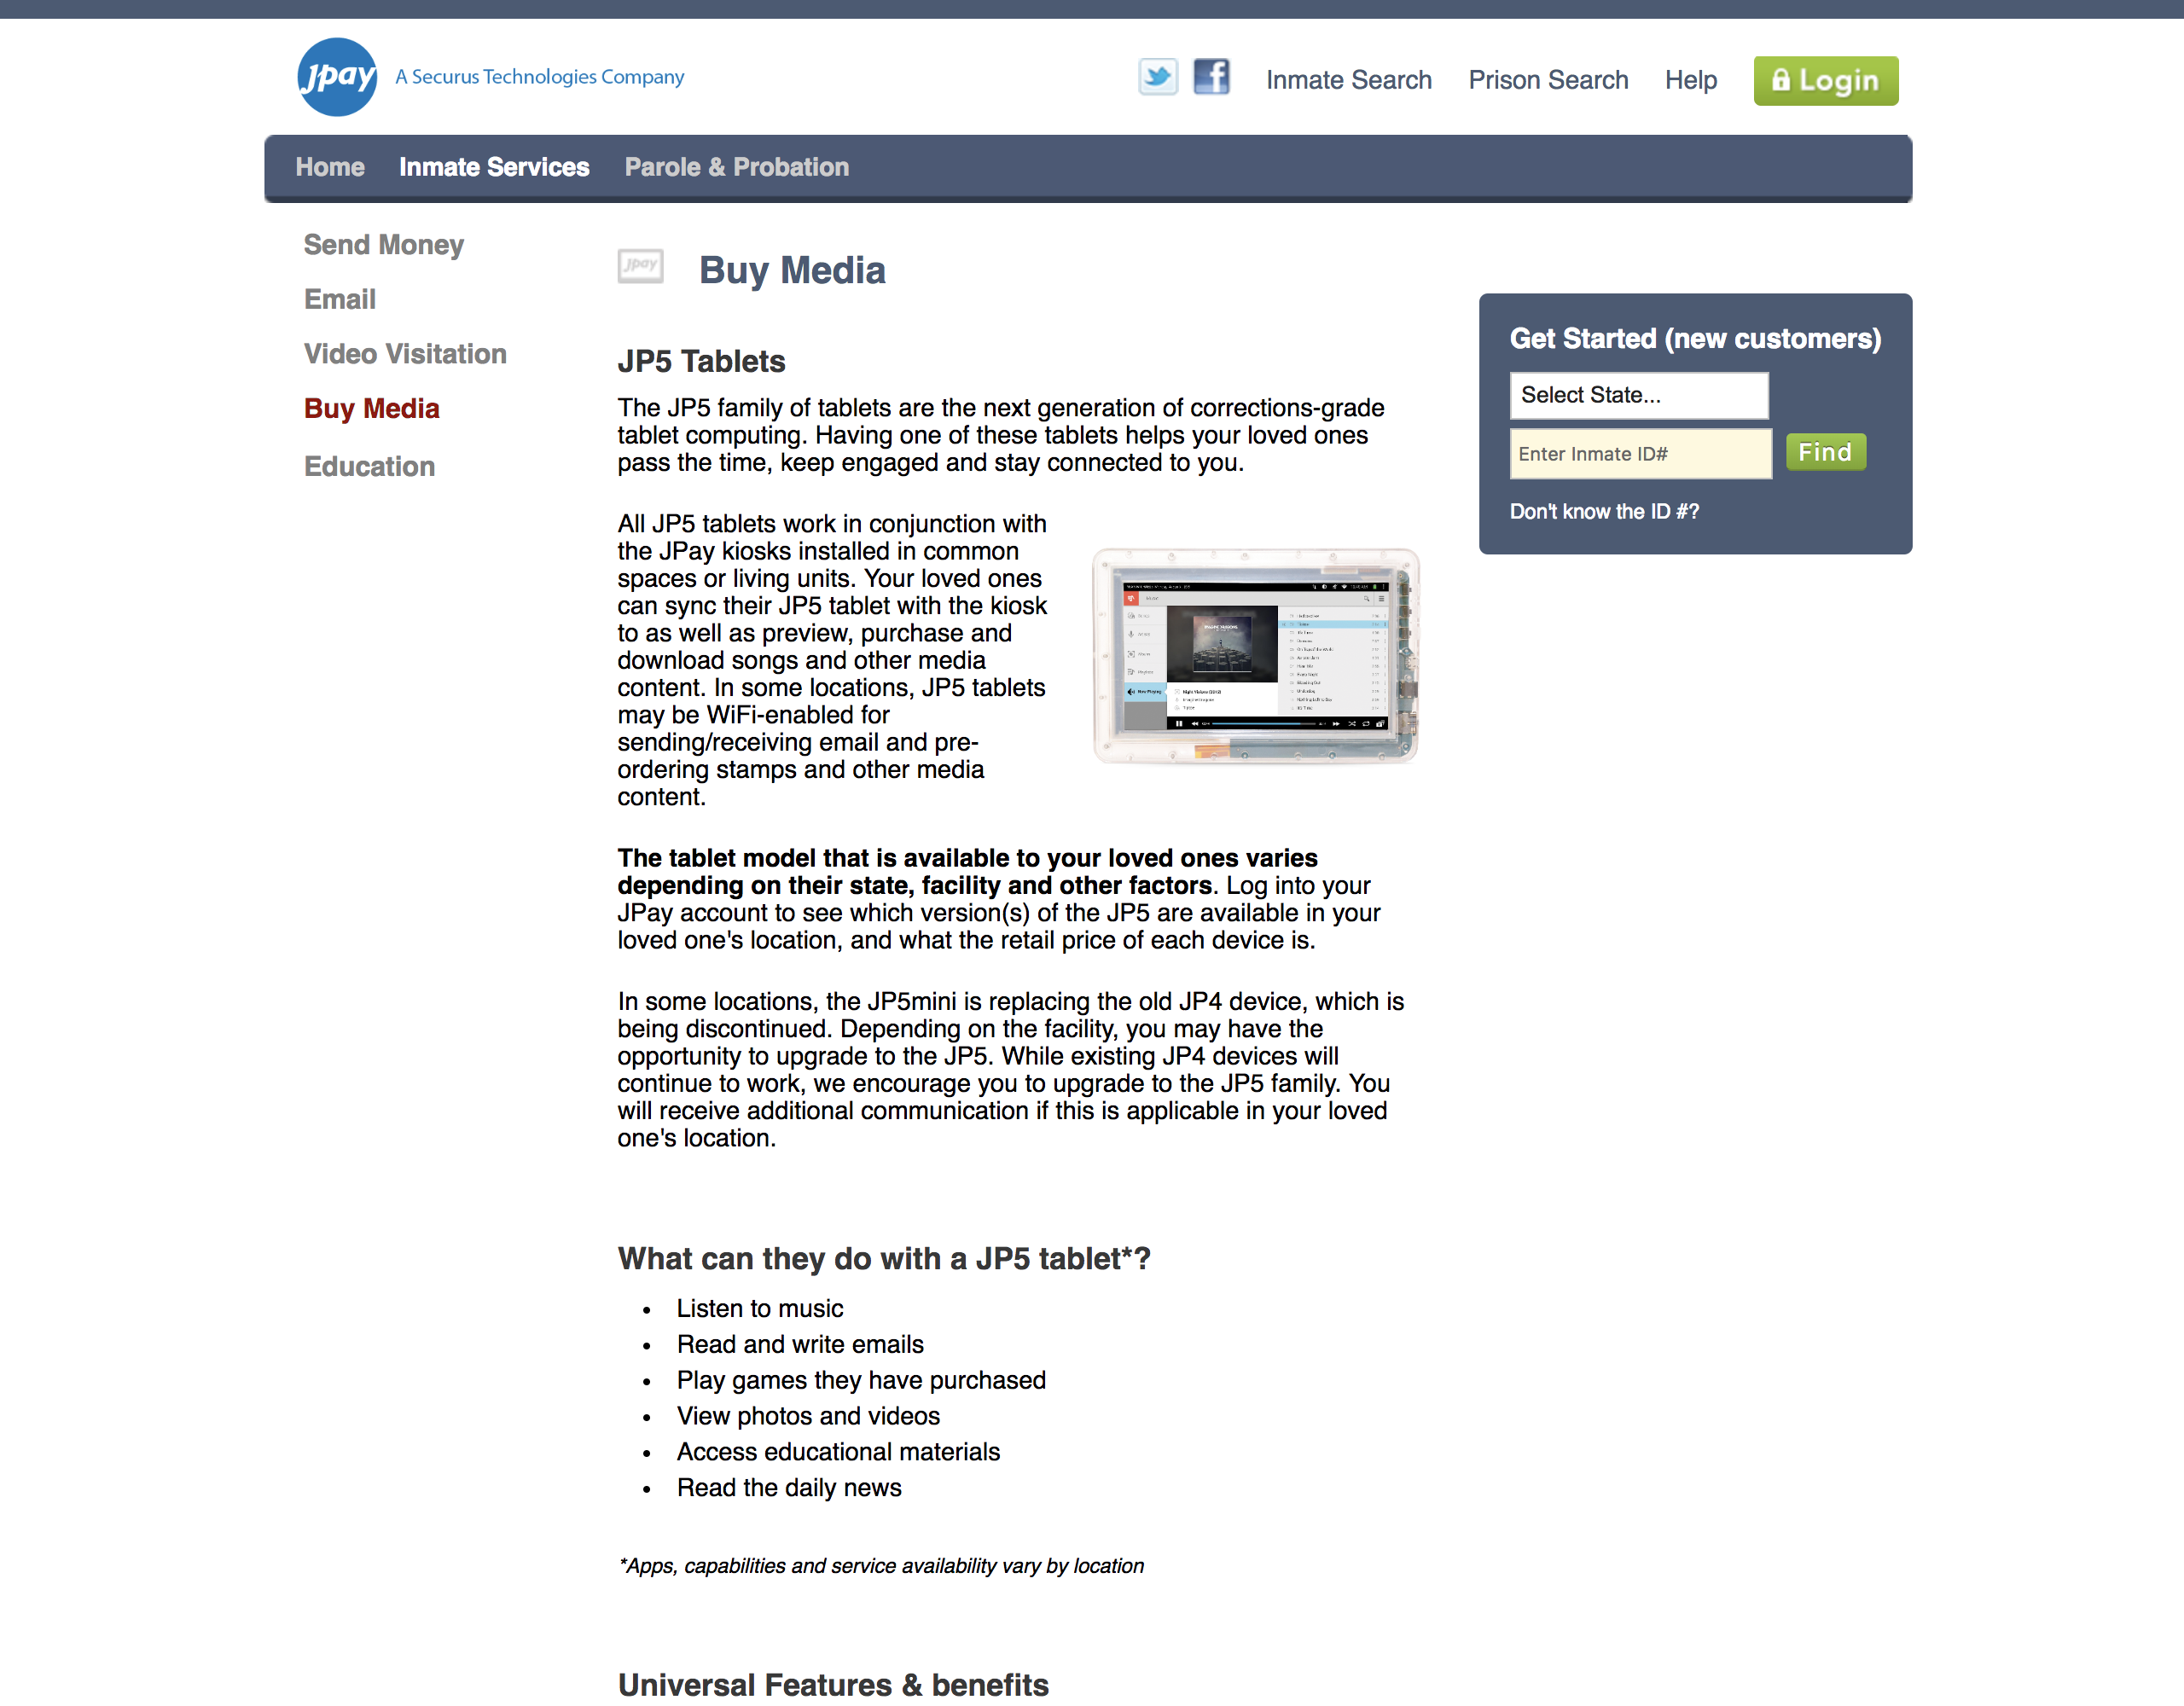 Jpay A Securus Technologies Company
Inmate Search Prison Search Help Login
Home Inmate Services Parole & Probation
Send Money
Email
Video Visitation
Buy Media
Education
Jpay Buy Media
JP5 Tablets
The JP5 family of tablets are the next generation of corrections-grade
tablet computing. Having one of these tablets helps your loved ones
pass the time, keep engaged and stay connected to you.
All JP5 tablets work in conjunction with
the JPay kiosks installed in common
spaces or living units. Your loved ones
can sync their JP5 tablet with the kiosk
to as well as preview, purchase and
download songs and other media
content. In some locations, JP5 tablets
may be WiFi-enabled for
sending/receiving email and pre-
ordering stamps and other media
content.
Now Playing
Night Visions (2012)
The tablet model that is available to your loved ones varies
depending on their state, facility and other factors. Log into your
JPay account to see which version(s) of the JP5 are available in your
loved one's location, and what the retail price of each device is.
In some locations, the JP5mini is replacing the old JP4 device, which is
being discontinued. Depending on the facility, you may have the
opportunity to upgrade to the JP5. While existing JP4 devices will
continue to work, we encourage you to upgrade to the JP5 family. You
will receive additional communication if this is applicable in your loved
one's location.
What can they do with a JP5 tablet*?
• Listen to music
• Read and write emails
• Play games they have purchased
• View photos and videos
• Access educational materials
• Read the daily news
*Apps, capabilities and service availability vary by location
Universal Features & benefits
Get Started (new customers)
Select State...
Enter Inmate ID# Find
Don't know the ID #?